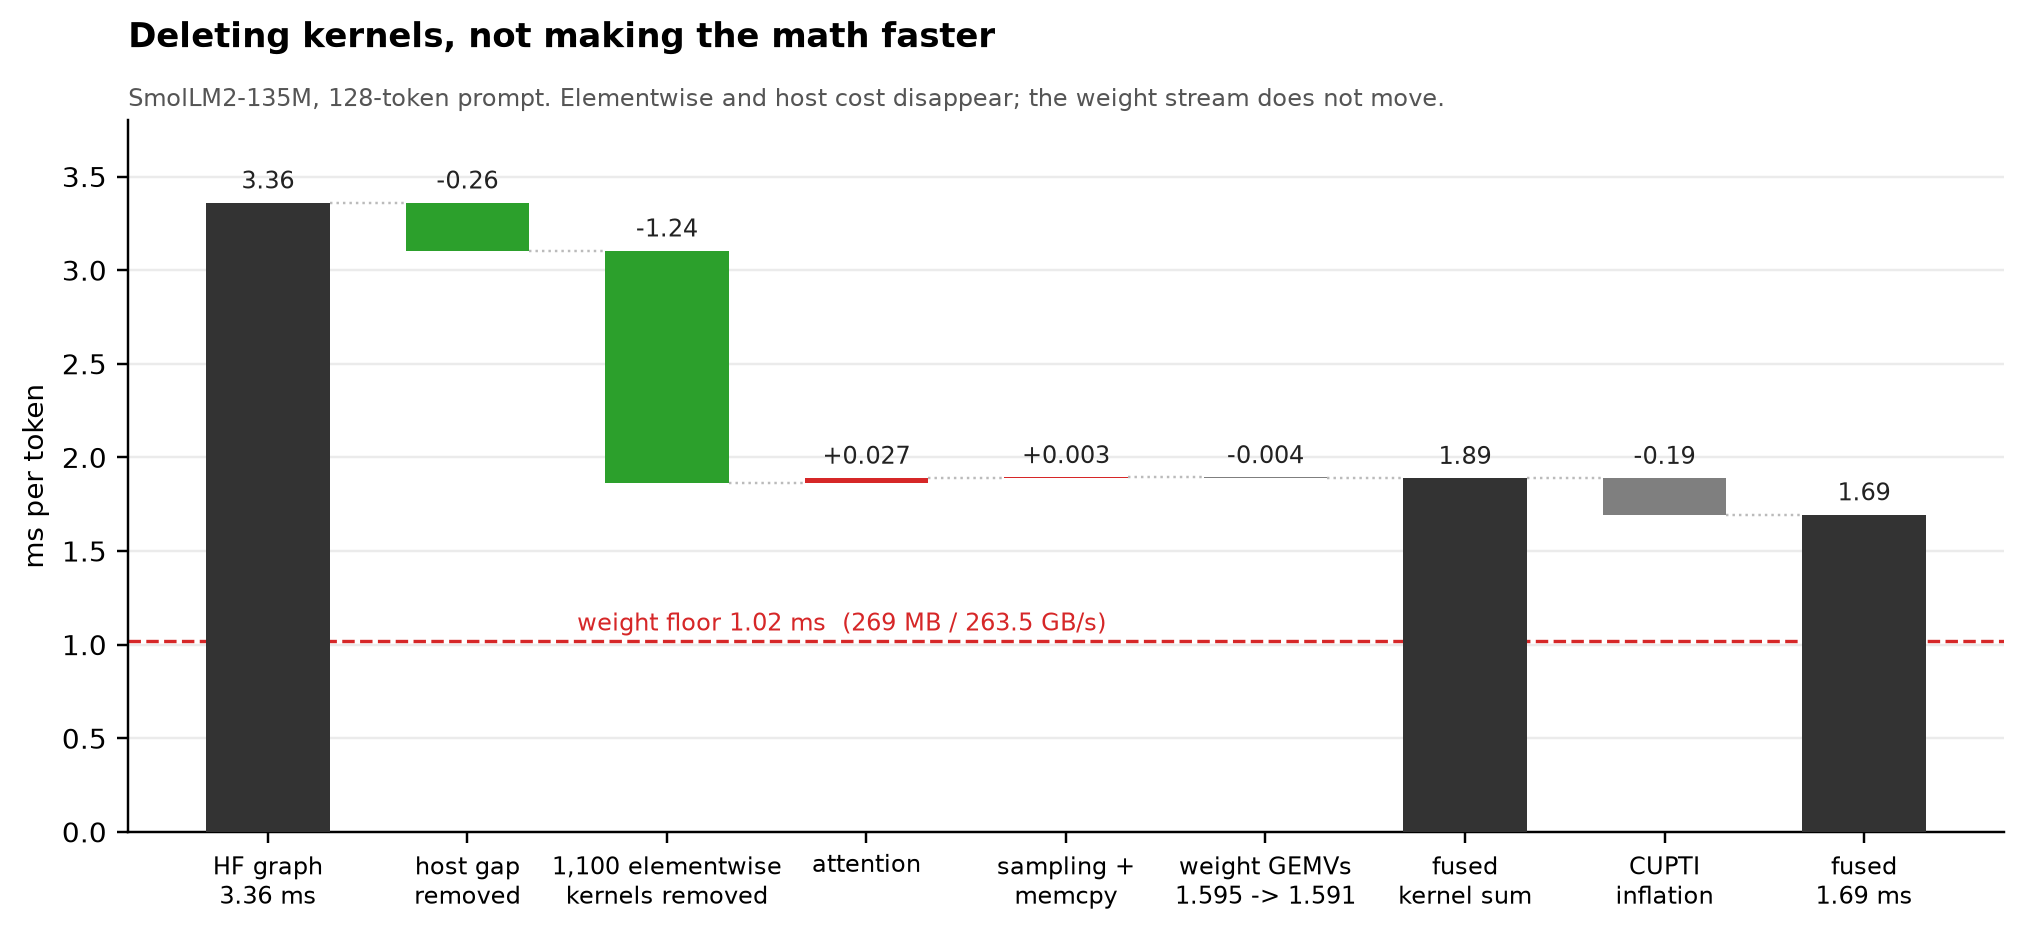 Deleting kernels, not making the math faster
SmolLM2-135M, 128-token prompt. Elementwise and host cost disappear; the weight stream does not move.
ms per token
3.5
3.0
2.5
2.0
1.5
1.0
0.5
0.0
3.36
-0.26
-1.24
+0.027
+0.003
-0.004
1.89
-0.19
1.69
weight floor 1.02 ms  (269 MB / 263.5 GB/s)
HF graph
3.36 ms
host gap
removed
1,100 elementwise
kernels removed
attention
sampling +
memcpy
weight GEMVs
1.595 -> 1.591
fused
kernel sum
CUPTI
inflation
fused
1.69 ms